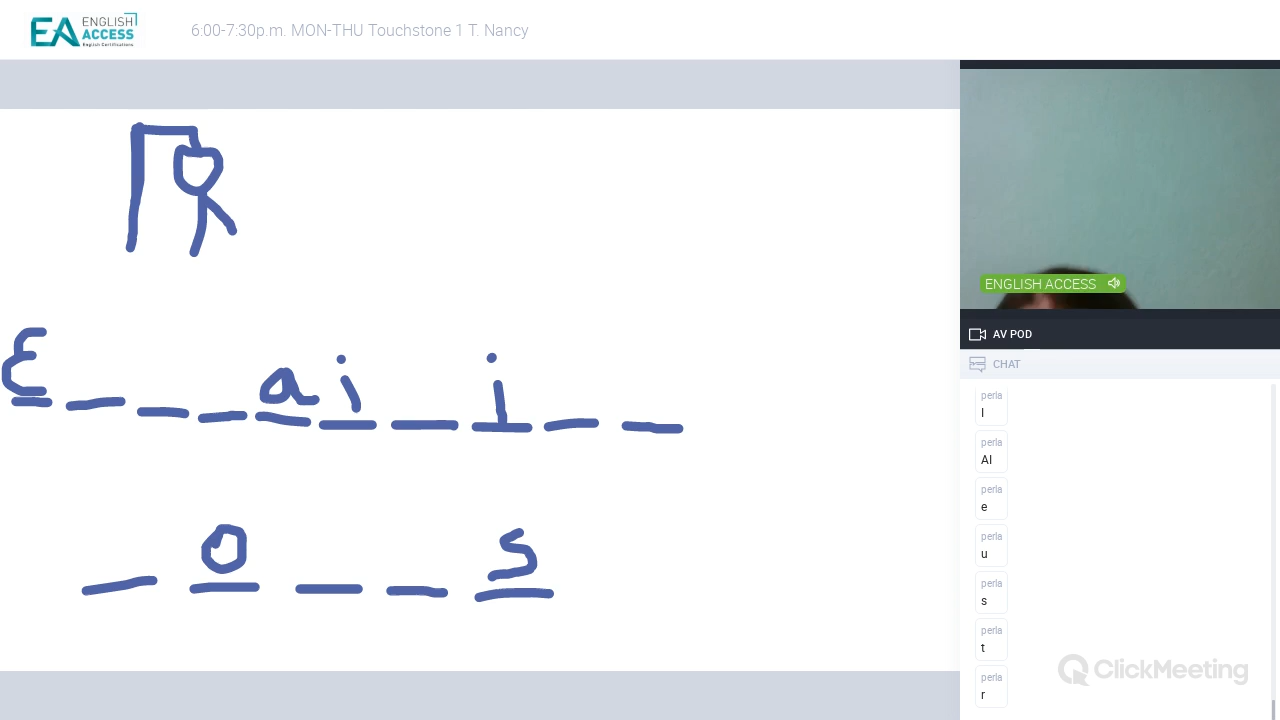 EA ENGLISH ACCESS
English Certifications
6:00-7:30p.m. MON-THU Touchstone 1 T. Nancy
E _ _ _ a i _ i _ _
_ o _ _ s
ENGLISH ACCESS
AV POD
CHAT
perla
I
perla
AI
perla
e
perla
u
perla
s
perla
t
perla
r
ClickMeeting